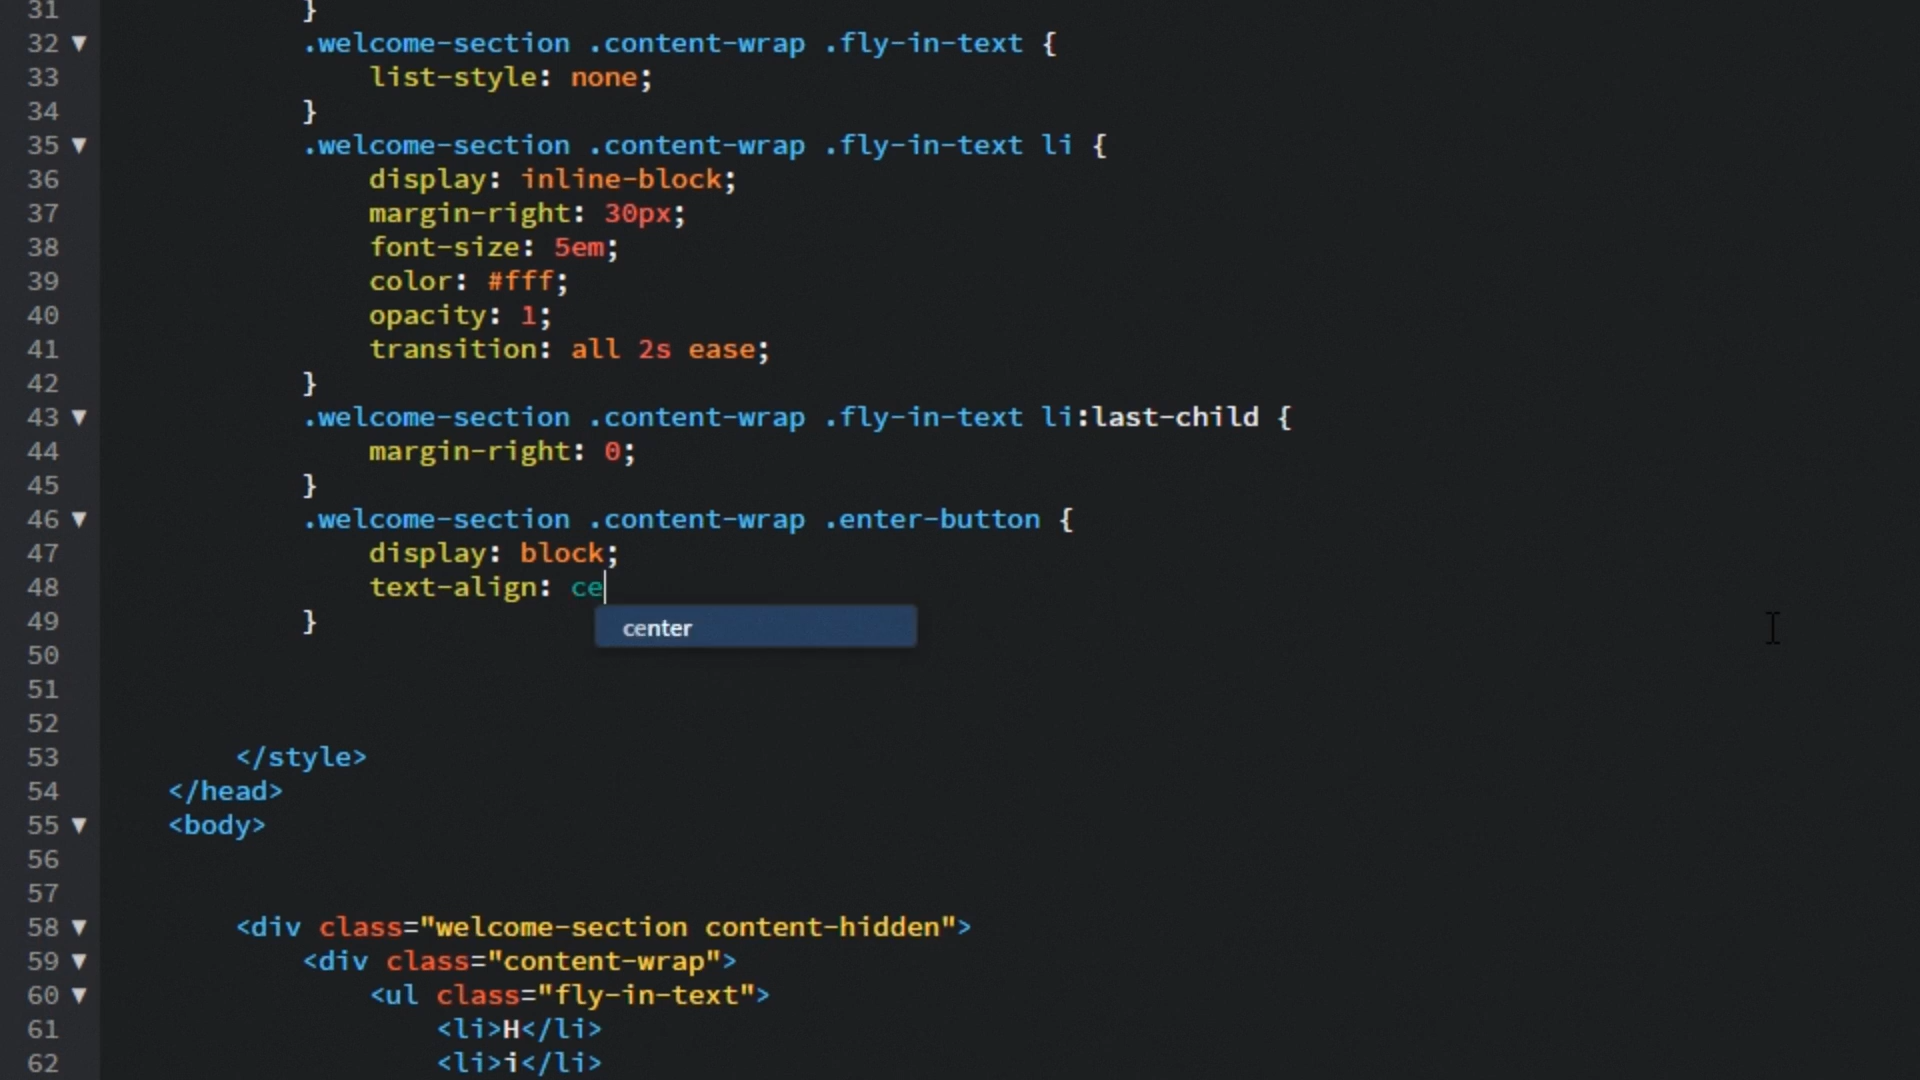 31 }
32 ▼ .welcome-section .content-wrap .fly-in-text {
33 list-style: none;
34 }
35 ▼ .welcome-section .content-wrap .fly-in-text li {
36 display: inline-block;
37 margin-right: 30px;
38 font-size: 5em;
39 color: #fff;
40 opacity: 1;
41 transition: all 2s ease;
42 }
43 ▼ .welcome-section .content-wrap .fly-in-text li:last-child {
44 margin-right: 0;
45 }
46 ▼ .welcome-section .content-wrap .enter-button {
47 display: block;
48 text-align: ce
center
49 }
50
51
52
53 </style>
54 </head>
55 ▼ <body>
56
57
58 ▼ <div class="welcome-section content-hidden">
59 ▼ <div class="content-wrap">
60 ▼ <ul class="fly-in-text">
61 <li>H</li>
62 <li>i</li>